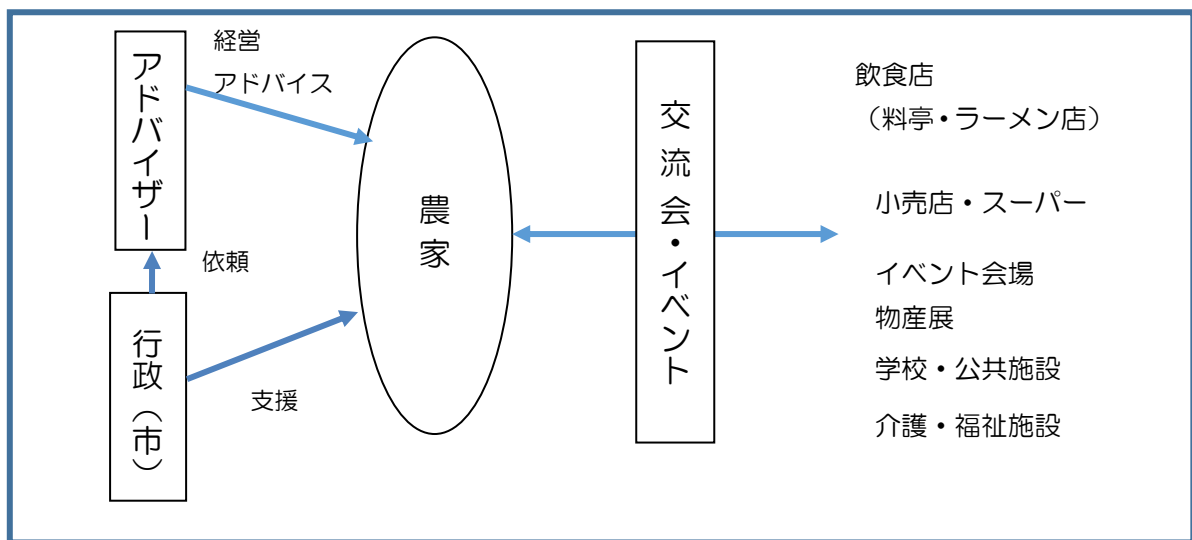 アドバイザー
経営
アドバイス
依頼
行政（市）
支援
農家
交流会・イベント
飲食店
（料亭・ラーメン店）
小売店・スーパー
イベント会場
物産展
学校・公共施設
介護・福祉施設